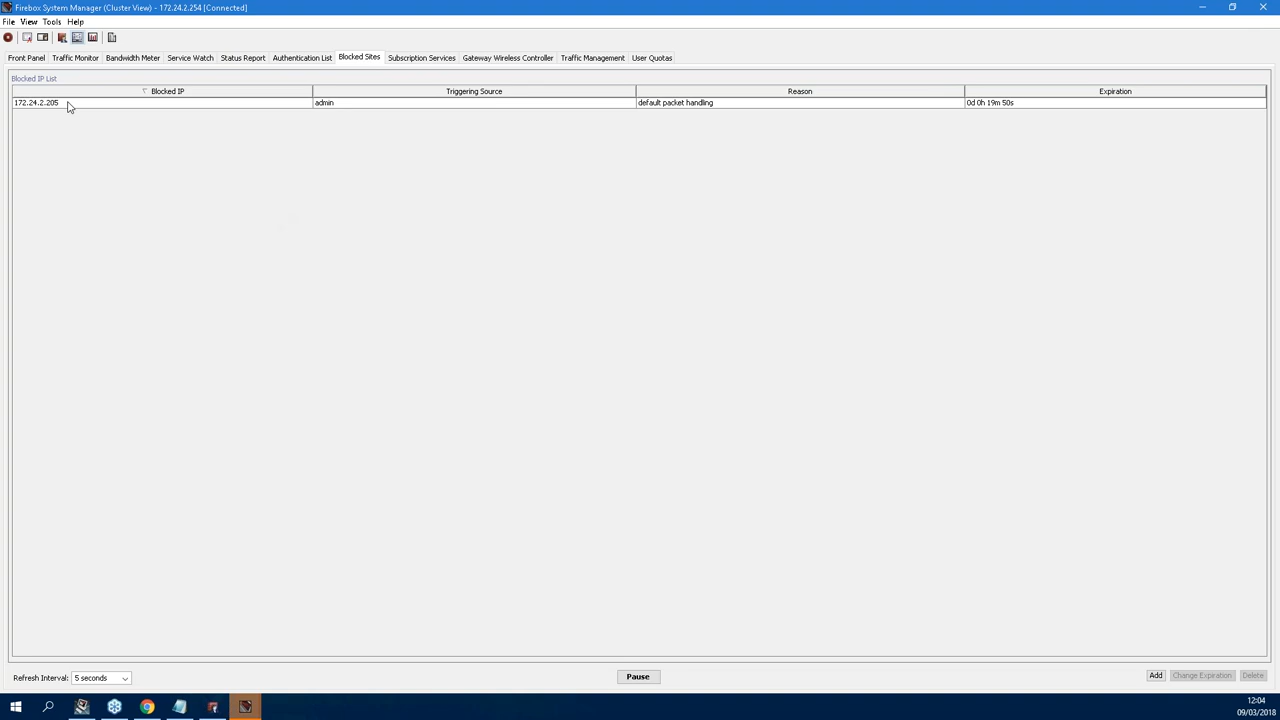 Firebox System Manager (Cluster View) - 172.24.2.254 [Connected]
File View Tools Help
Front Panel Traffic Monitor Bandwidth Meter Service Watch Status Report Authentication List Blocked Sites Subscription Services Gateway Wireless Controller Traffic Management User Quotas
Blocked IP List
Blocked IP Triggering Source Reason Expiration
172.24.2.205 admin default packet handling 0d 0h 19m 50s
Refresh Interval: 5 seconds Pause Add Change Expiration Delete
12:04
09/03/2018